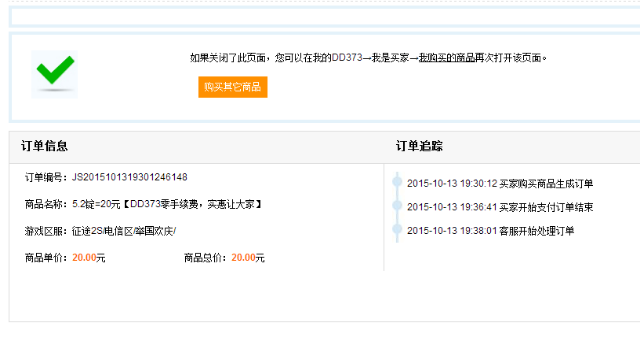 如果关闭了此页面，您可以在我的DD373→我是买家→我购买的商品再次打开该页面。
购买其它商品
订单信息
订单编号：JS2015101319301246148
商品名称：5.2锭=20元【DD373零手续费，实惠让大家】
游戏区服：征途2S/电信区/举国欢庆/
商品单价：20.00元 商品总价：20.00元
订单追踪
2015-10-13 19:30:12 买家购买商品生成订单
2015-10-13 19:36:41 买家开始支付订单结束
2015-10-13 19:38:01 客服开始处理订单